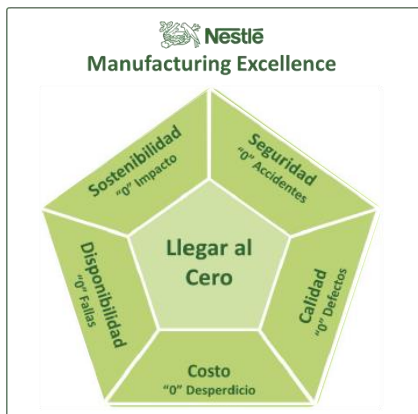 Nestlé
Manufacturing Excellence
Sostenibilidad
"0" Impacto
Seguridad
"0" Accidentes
Llegar al
Cero
Disponibilidad
"0" Fallas
Calidad
"0" Defectos
Costo
"0" Desperdicio